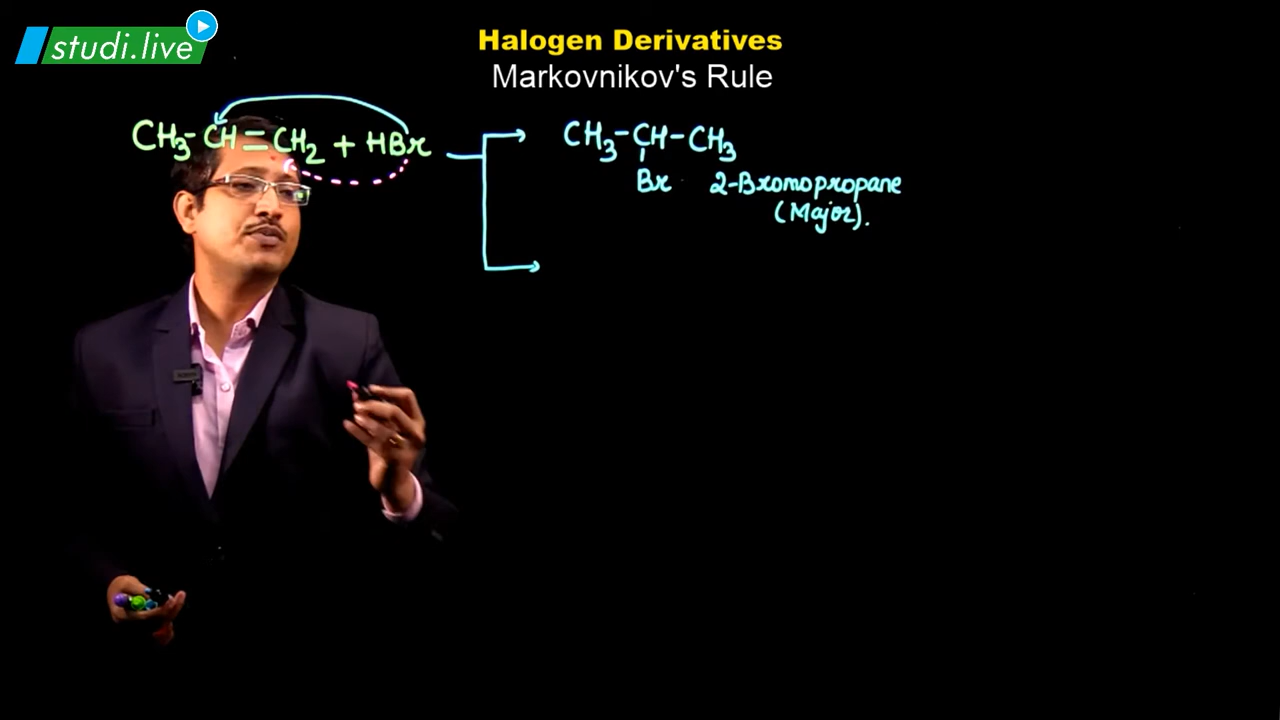 studi.live
Halogen Derivatives
Markovnikov's Rule
CH₃-CH=CH₂ + HBr
CH₃-CH-CH₃
Br
2-Bromopropane
(Major).